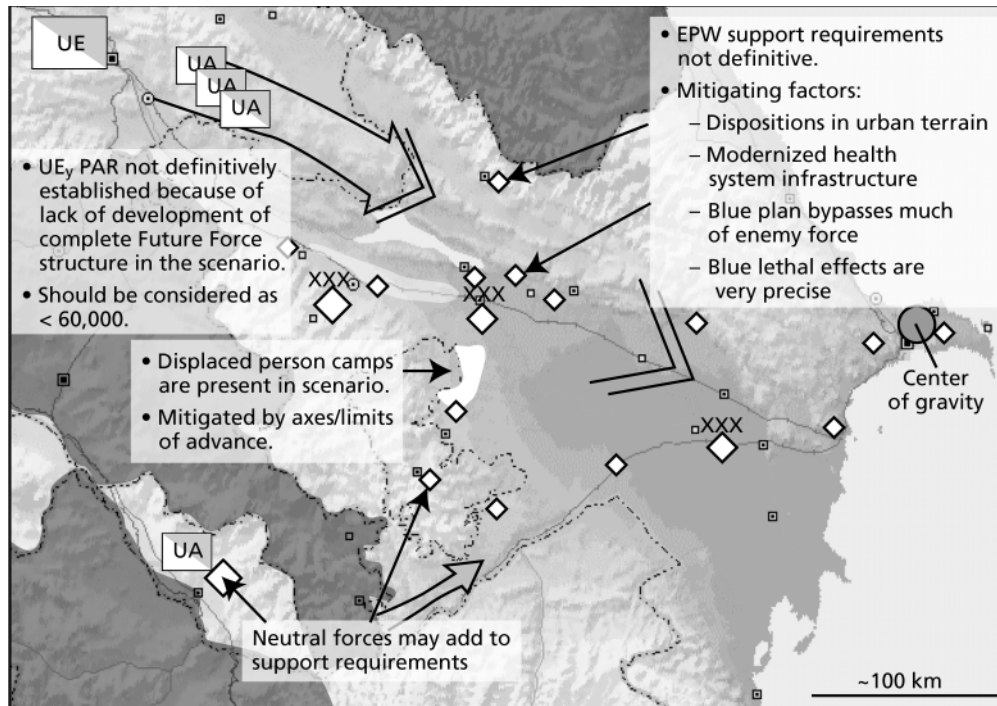 UE
UA
UA
UA
• EPW support requirements
not definitive.
• Mitigating factors:
– Dispositions in urban terrain
– Modernized health
system infrastructure
– Blue plan bypasses much
of enemy force
– Blue lethal effects are
very precise
• UEy PAR not definitively
established because of
lack of development of
complete Future Force
structure in the scenario.
• Should be considered as
< 60,000.
XXX
XXX
• Displaced person camps
are present in scenario.
• Mitigated by axes/limits
of advance.
Center
of gravity
XXX
UA
Neutral forces may add to
support requirements
~100 km